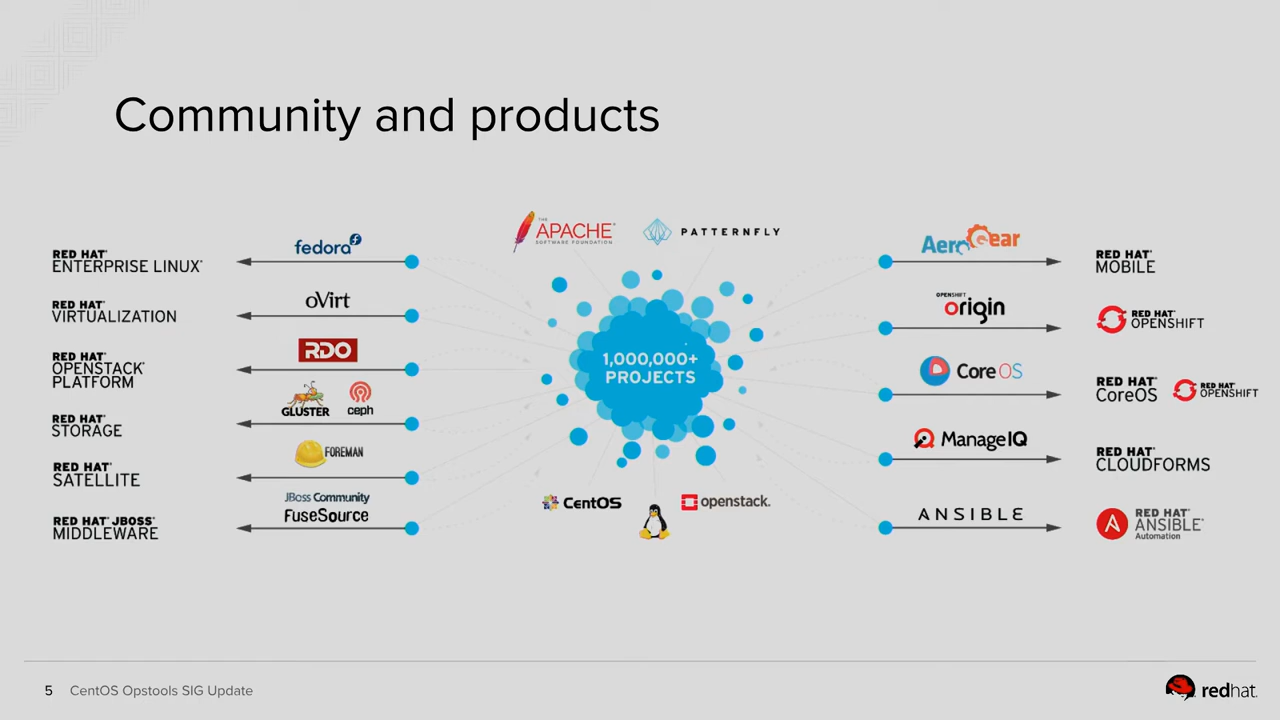 Community and products
RED HAT®
ENTERPRISE LINUX®
fedora
RED HAT®
VIRTUALIZATION
oVirt
RED HAT®
OPENSTACK®
PLATFORM
RDO
RED HAT®
STORAGE
GLUSTER
ceph
RED HAT®
SATELLITE
FOREMAN
RED HAT® JBOSS®
MIDDLEWARE
JBoss Community
FuseSource
THE
APACHE®
SOFTWARE FOUNDATION
PATTERNFLY
1,000,000+
PROJECTS
CentOS
openstack.
AeroGear
RED HAT®
MOBILE
OPENSHIFT
origin
RED HAT®
OPENSHIFT
CoreOS
RED HAT®
CoreOS
RED HAT®
OPENSHIFT
ManageIQ
RED HAT®
CLOUDFORMS
ANSIBLE
RED HAT®
ANSIBLE®
Automation
5 CentOS Opstools SIG Update
redhat.